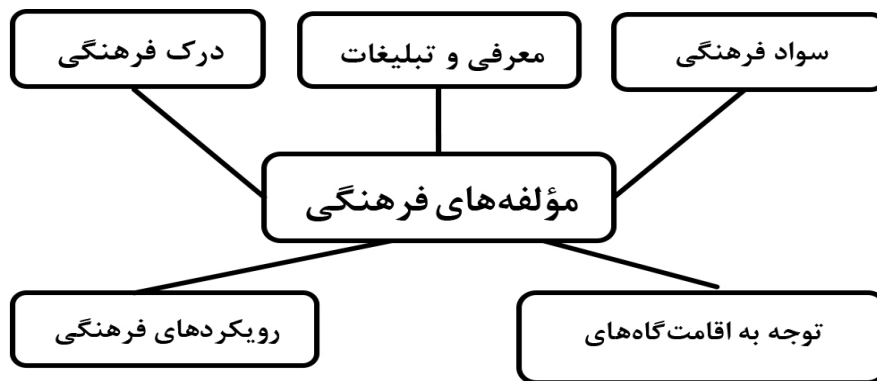 سواد فرهنگی
معرفی و تبلیغات
درک فرهنگی
مؤلفه‌های فرهنگی
توجه به اقامت‌گاه‌های
رویکردهای فرهنگی